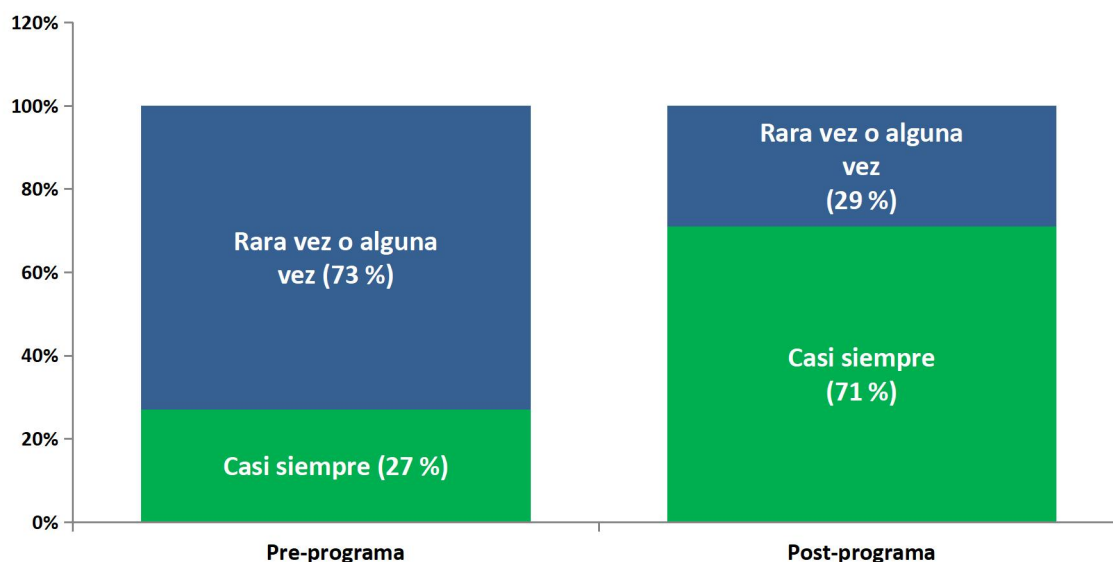 120%
100%
80%
60%
40%
20%
0%
Rara vez o alguna
vez (73 %)
Casi siempre (27 %)
Rara vez o alguna
vez
(29 %)
Casi siempre
(71 %)
Pre-programa
Post-programa